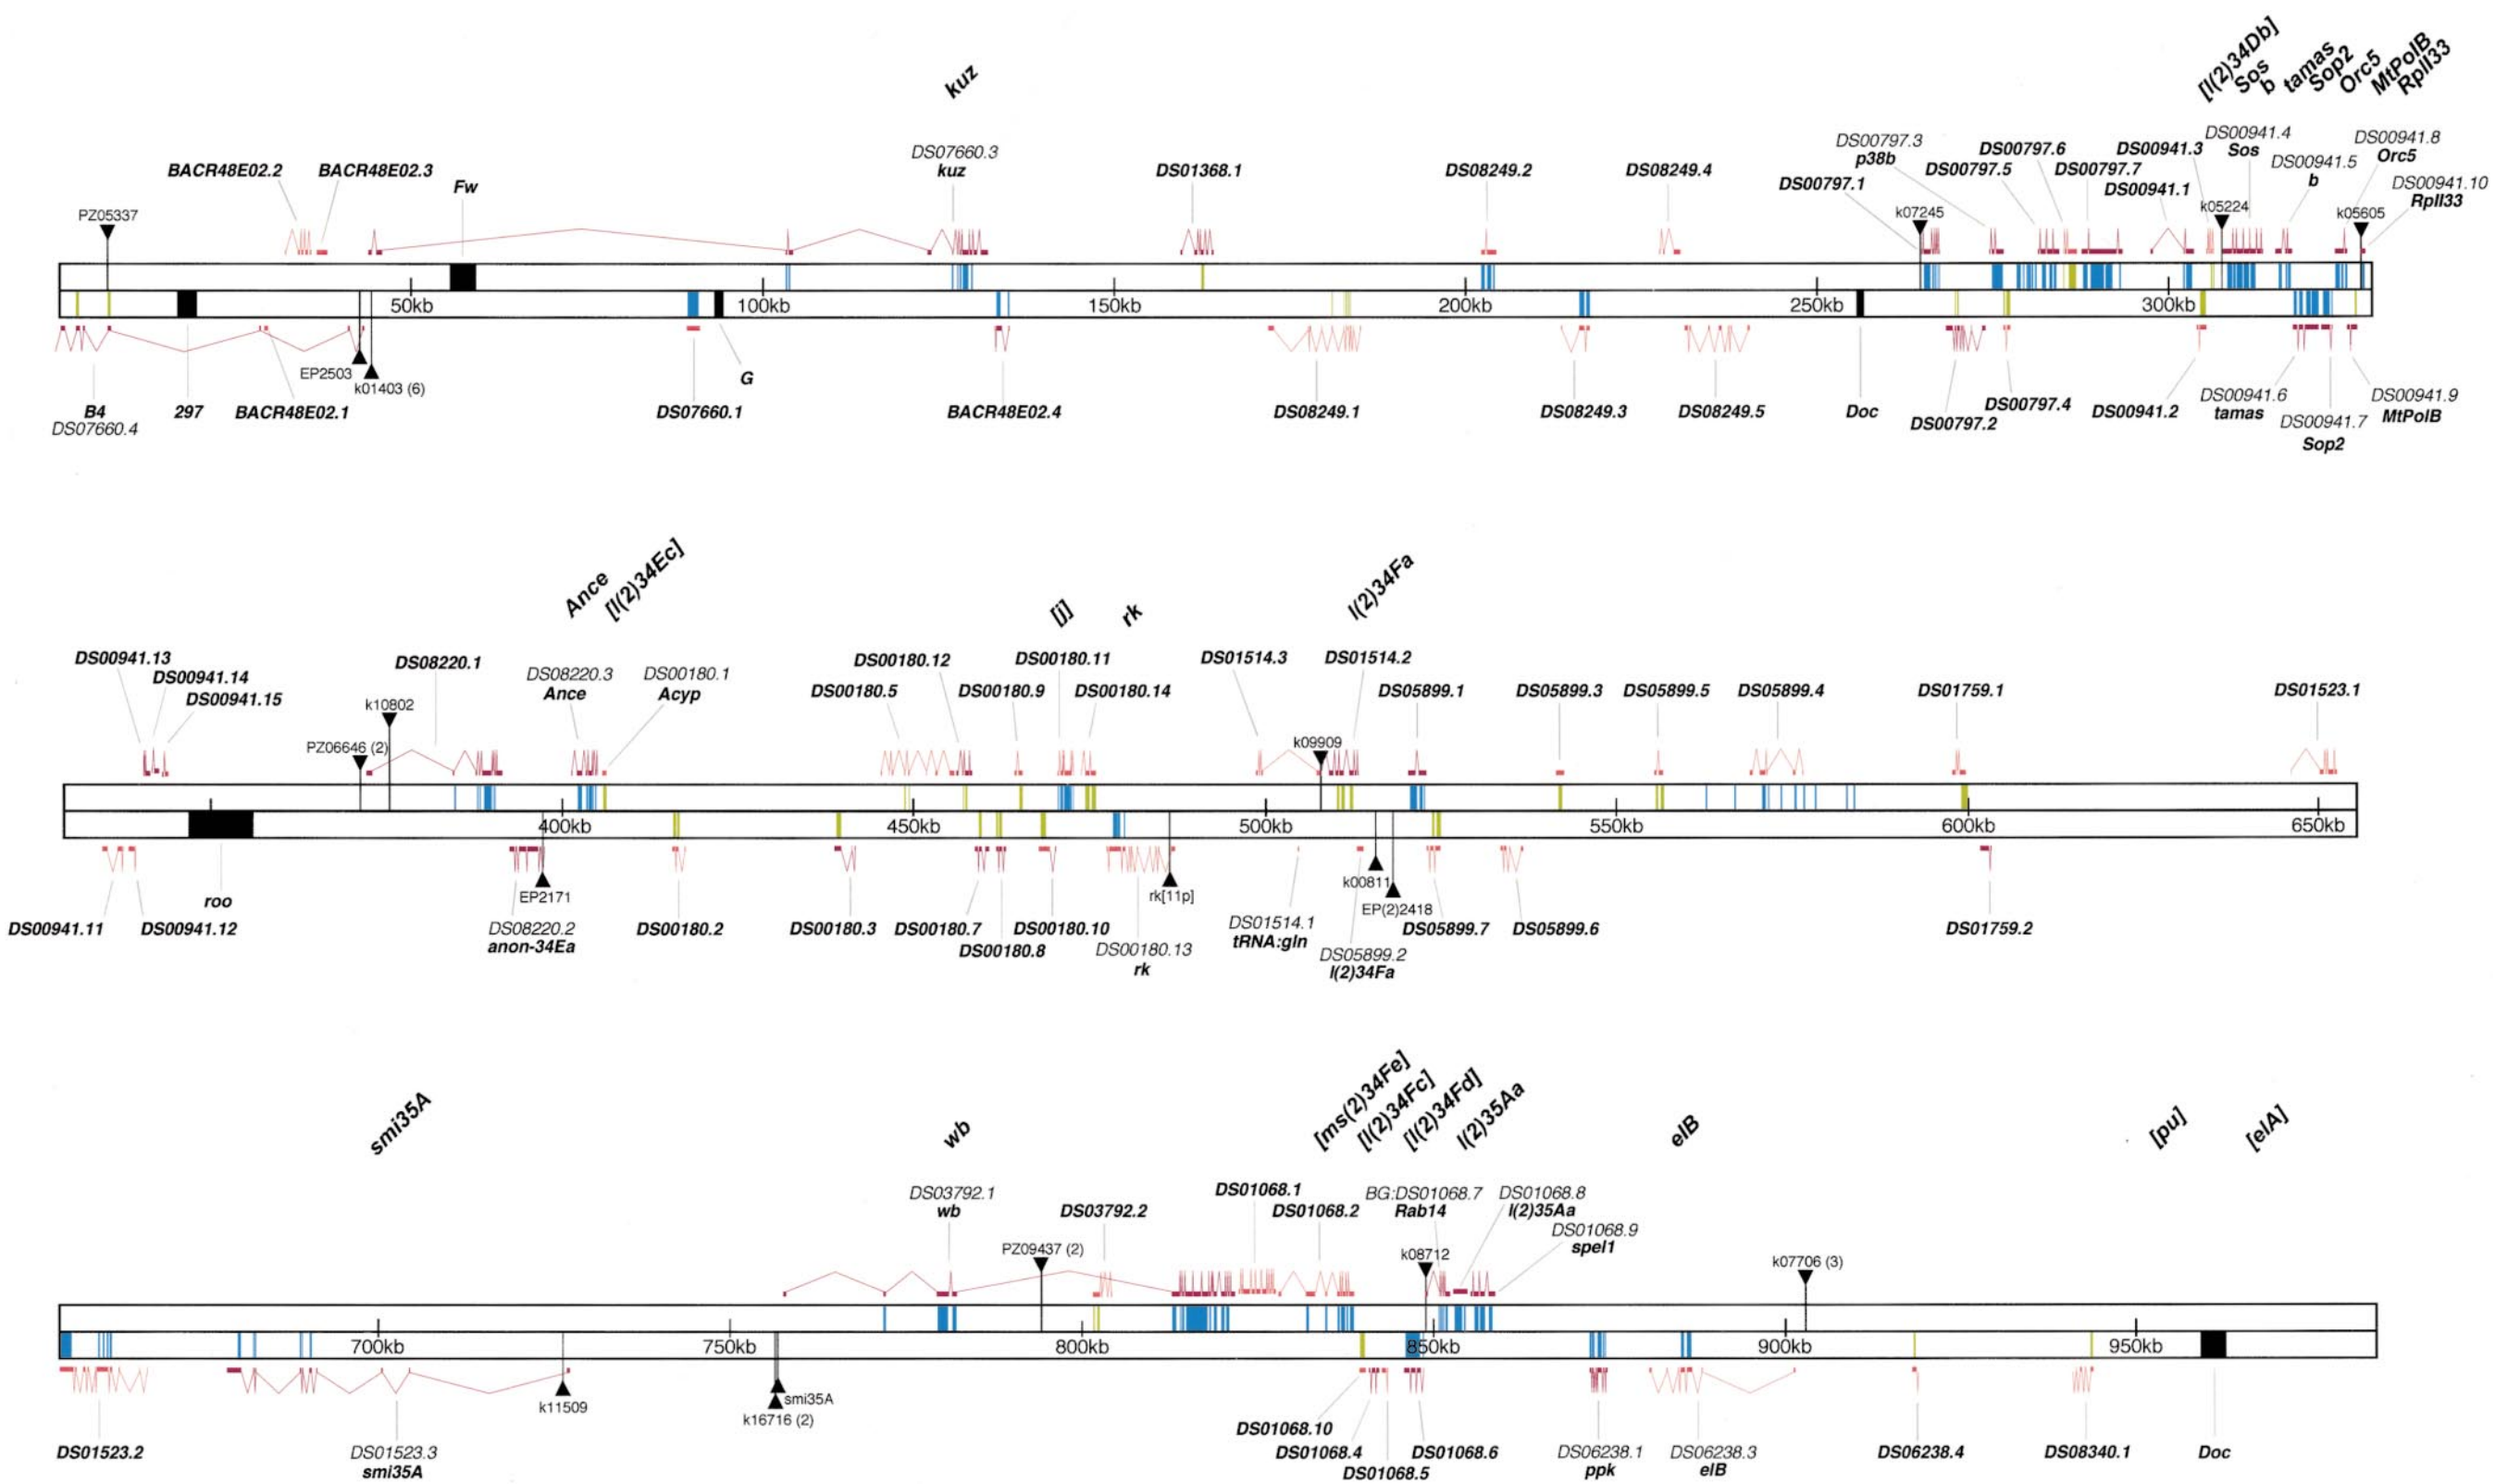 [l(2)34Db]
Sos
b
tamas
Sop2
Orc5
MtPolB
RpII33
kuz
DS07660.3
kuz
BACR48E02.2
BACR48E02.3
Fw
PZ05337
DS01368.1
DS08249.2
DS08249.4
DS00797.1
DS00797.3
p38b
DS00797.5
DS00797.6
DS00797.7
DS00941.1
DS00941.3
DS00941.4
Sos
DS00941.5
b
DS00941.8
Orc5
DS00941.10
RpII33
k07245
k05224
k05605
50kb
100kb
150kb
200kb
250kb
300kb
EP2503
k01403 (6)
G
B4
DS07660.4
297
BACR48E02.1
DS07660.1
BACR48E02.4
DS08249.1
DS08249.3
DS08249.5
Doc
DS00797.2
DS00797.4
DS00941.2
DS00941.6
tamas
DS00941.7
Sop2
DS00941.9
MtPolB
Ance
[l(2)34Ec]
[j]
rk
l(2)34Fa
DS00941.13
DS00941.14
DS00941.15
DS08220.1
k10802
PZ06646 (2)
DS08220.3
Ance
DS00180.1
Acyp
DS00180.5
DS00180.12
DS00180.9
DS00180.11
DS00180.14
DS01514.3
DS01514.2
k09909
DS05899.1
DS05899.3
DS05899.5
DS05899.4
DS01759.1
DS01523.1
400kb
450kb
500kb
550kb
600kb
650kb
DS00941.11
DS00941.12
roo
EP2171
DS08220.2
anon-34Ea
DS00180.2
DS00180.3
DS00180.7
DS00180.8
DS00180.10
DS00180.13
rk
rk[11p]
DS01514.1
tRNA:gln
k00811
EP(2)2418
DS05899.2
l(2)34Fa
DS05899.7
DS05899.6
DS01759.2
smi35A
wb
[ms(2)34Fe]
[l(2)34Fc]
[l(2)34Fd]
l(2)35Aa
elB
[pu]
[elA]
DS03792.1
wb
PZ09437 (2)
DS03792.2
DS01068.1
DS01068.2
BG:DS01068.7
Rab14
DS01068.8
l(2)35Aa
DS01068.9
spel1
k08712
k07706 (3)
700kb
750kb
800kb
850kb
900kb
950kb
k11509
smi35A
k16716 (2)
DS01523.2
DS01523.3
smi35A
DS01068.10
DS01068.4
DS01068.5
DS01068.6
DS06238.1
ppk
DS06238.3
elB
DS06238.4
DS08340.1
Doc